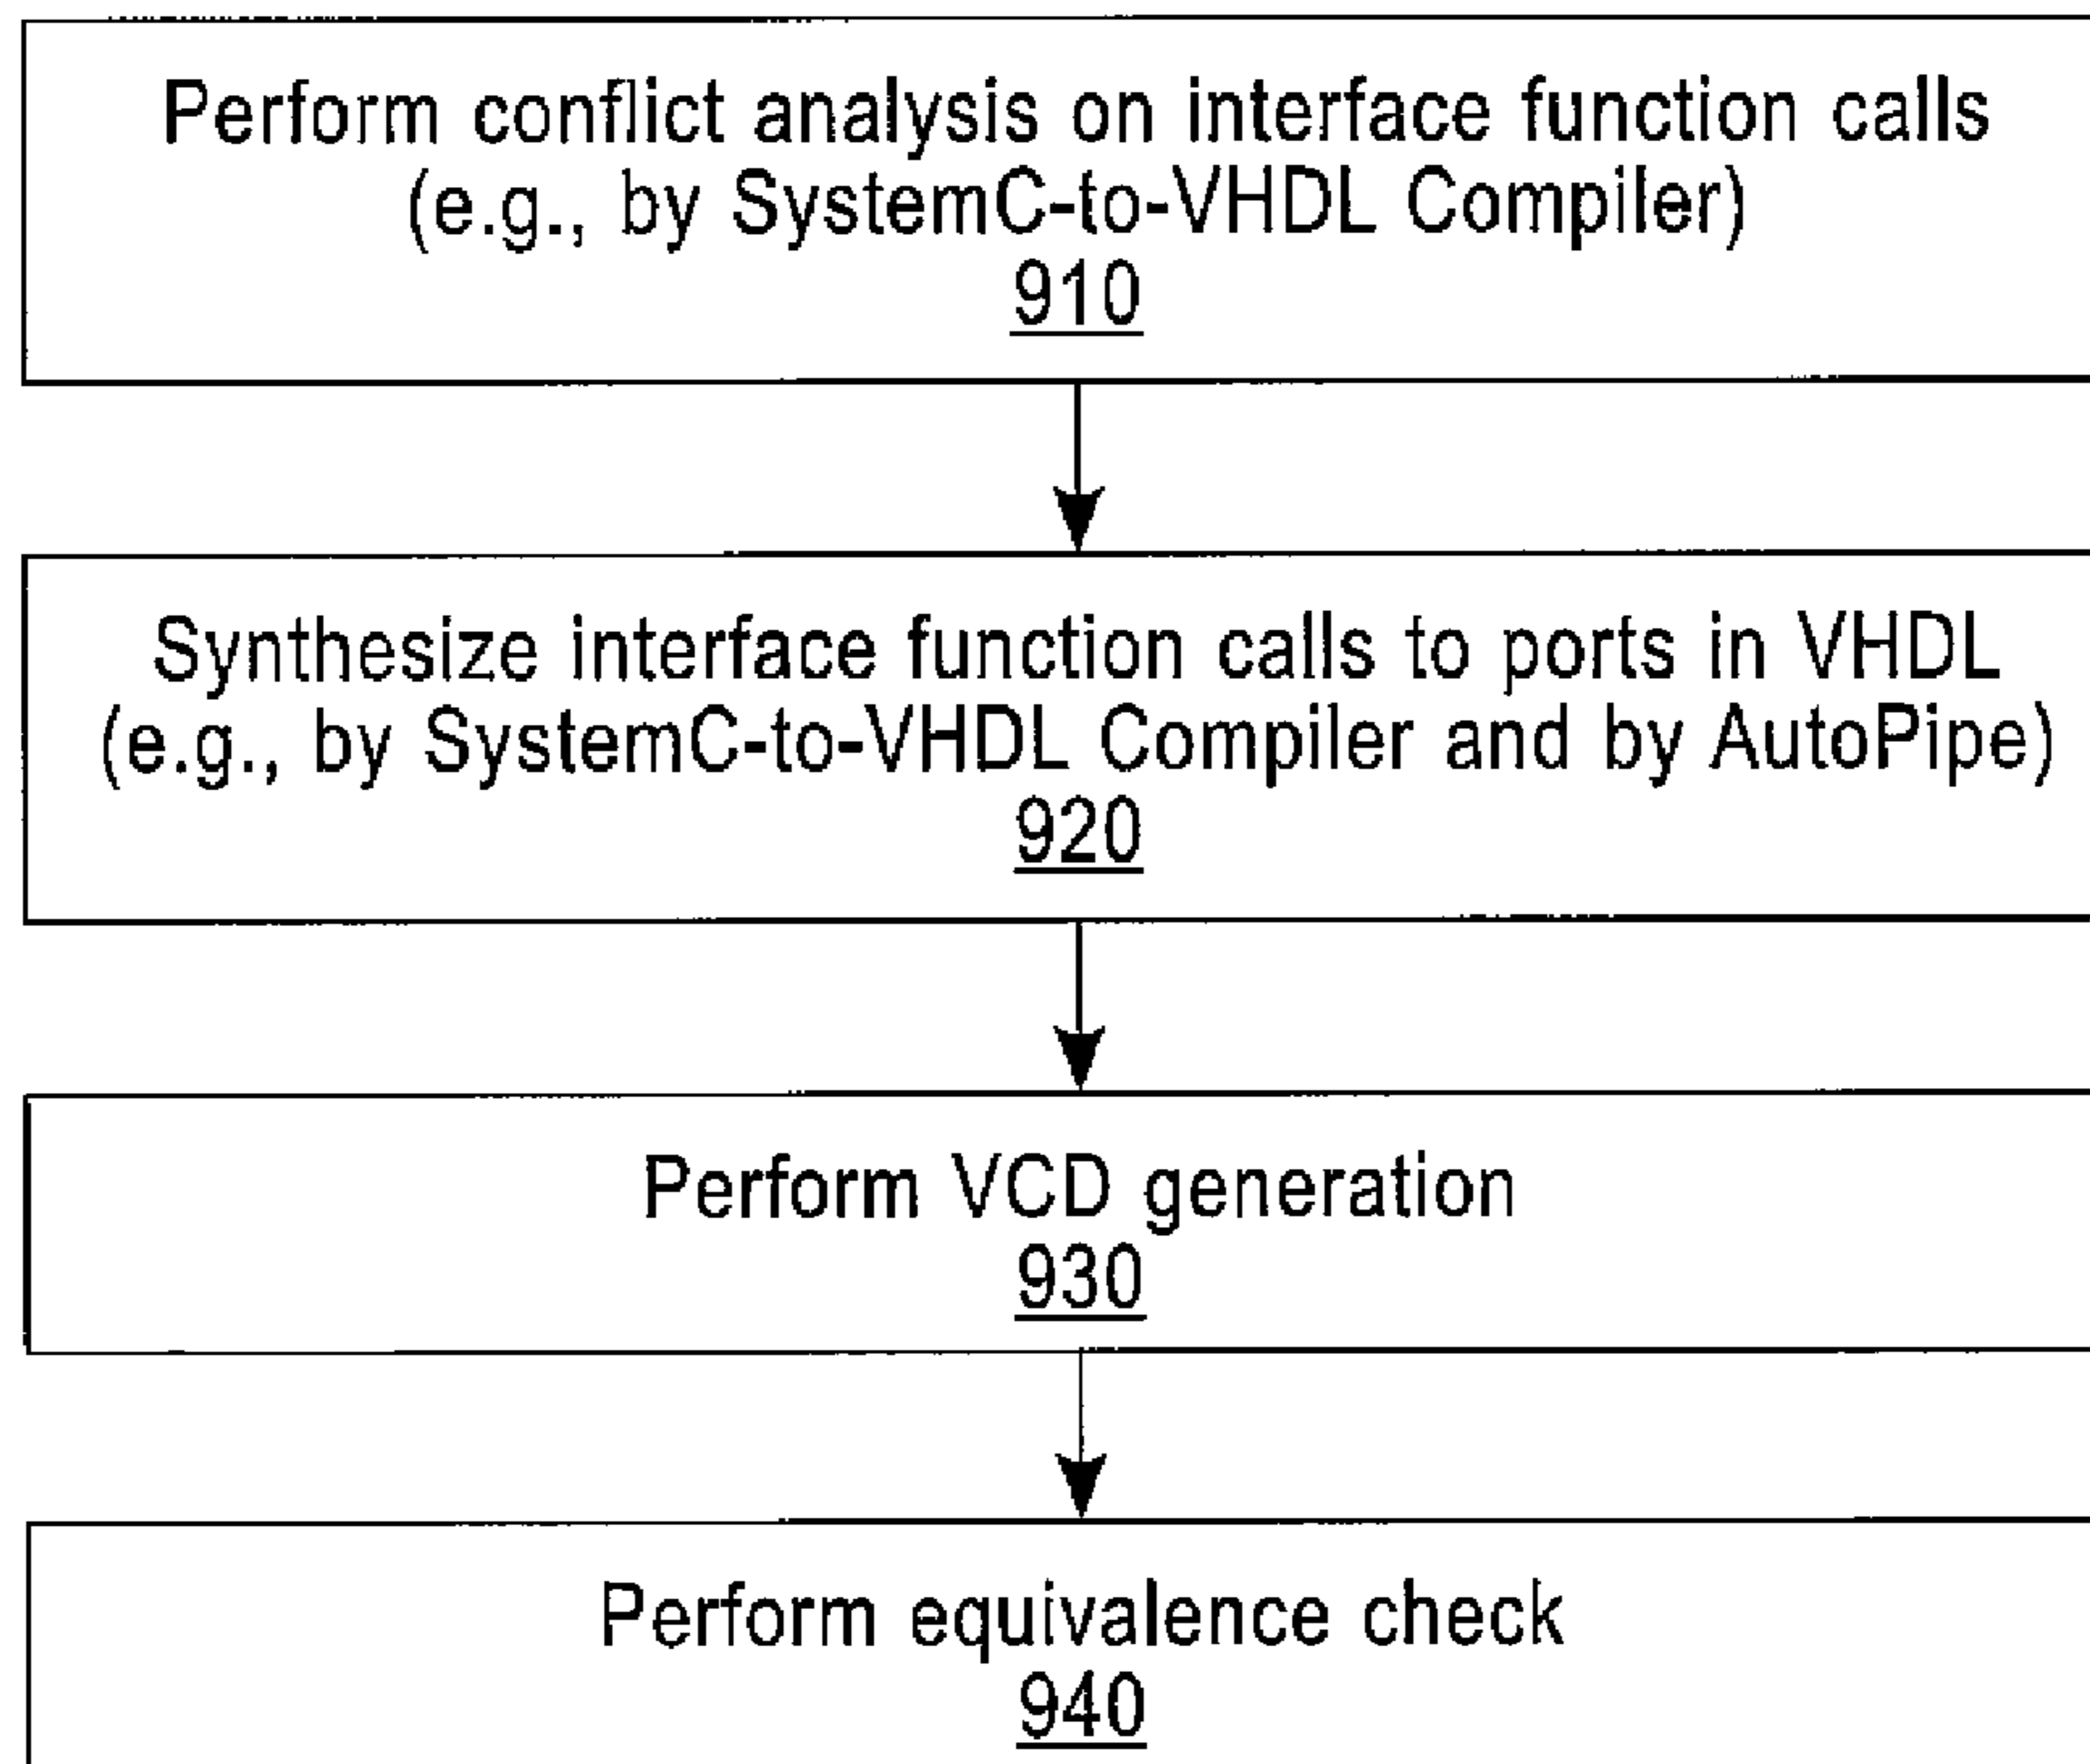 Perform conflict analysis on interface function calls
(e.g., by SystemC-to-VHDL Compiler)
910
Synthesize interface function calls to ports in VHDL
(e.g., by SystemC-to-VHDL Compiler and by AutoPipe)
920
Perform VCD generation
930
Perform equivalence check
940